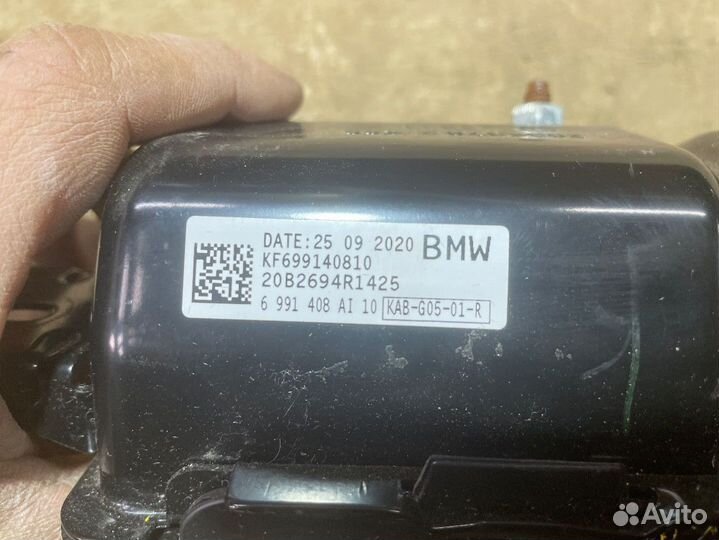 DATE:25 09 2020 BMW
KF699140810
20B2694R1425
6 991 408 AI 10 KAB-G05-01-R
Avito